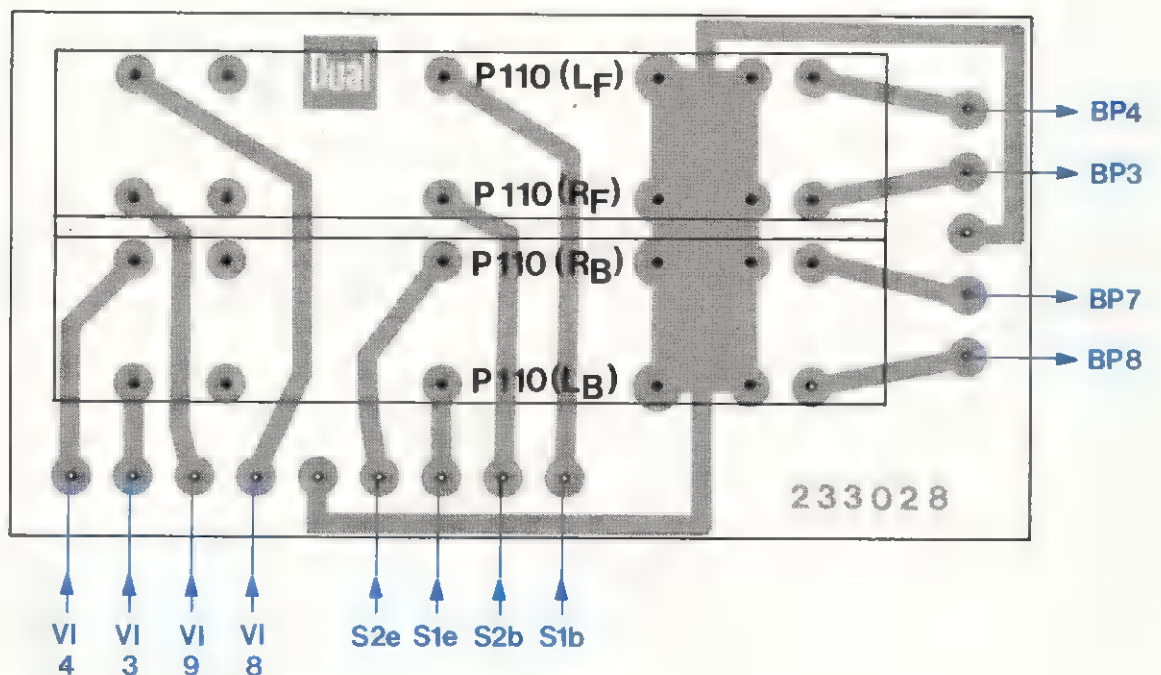 Dual
P110 (LF)
BP4
P110 (RF)
BP3
P110 (RB)
BP7
P110 (LB)
BP8
233028
VI VI VI VI S2e S1e S2b S1b
4 3 9 8